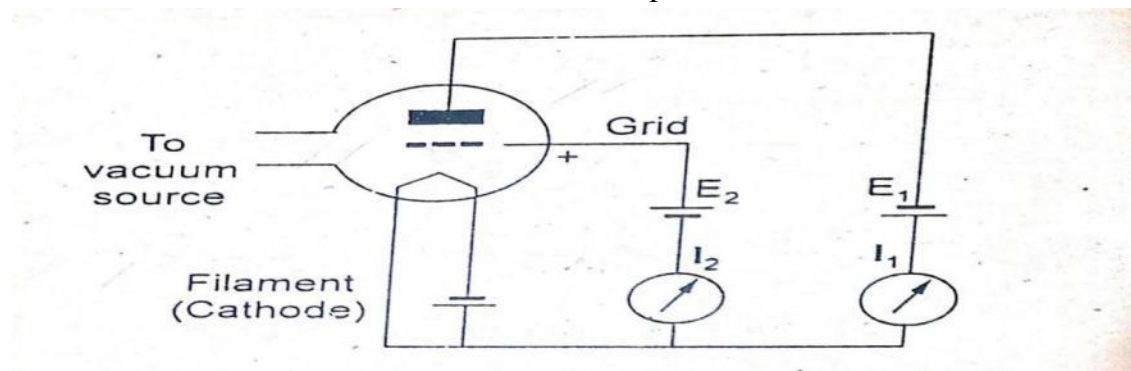 To
vacuum
source
Grid
+
E₂
E₁
I₂
I₁
Filament
(Cathode)